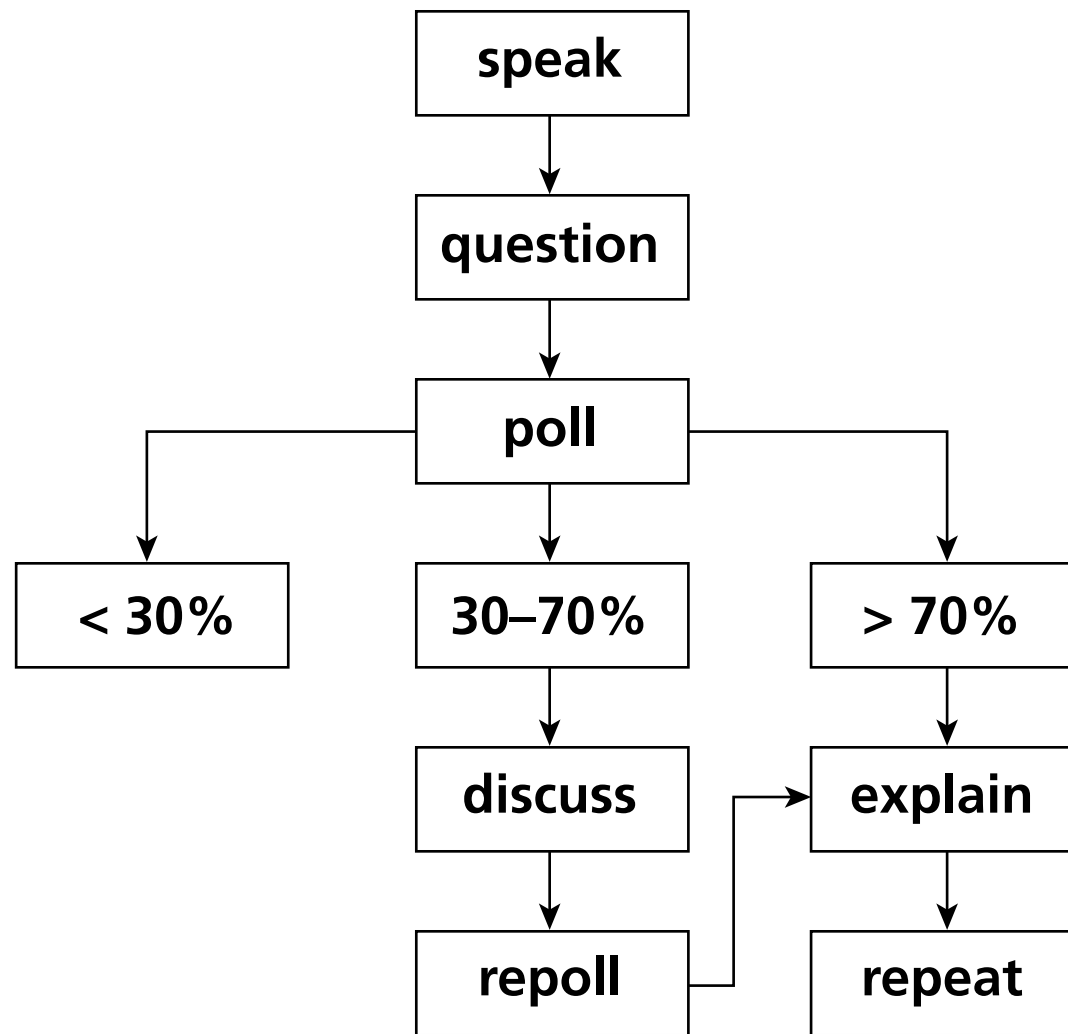 speak
question
poll
< 30%
30–70%
> 70%
discuss
explain
repoll
repeat